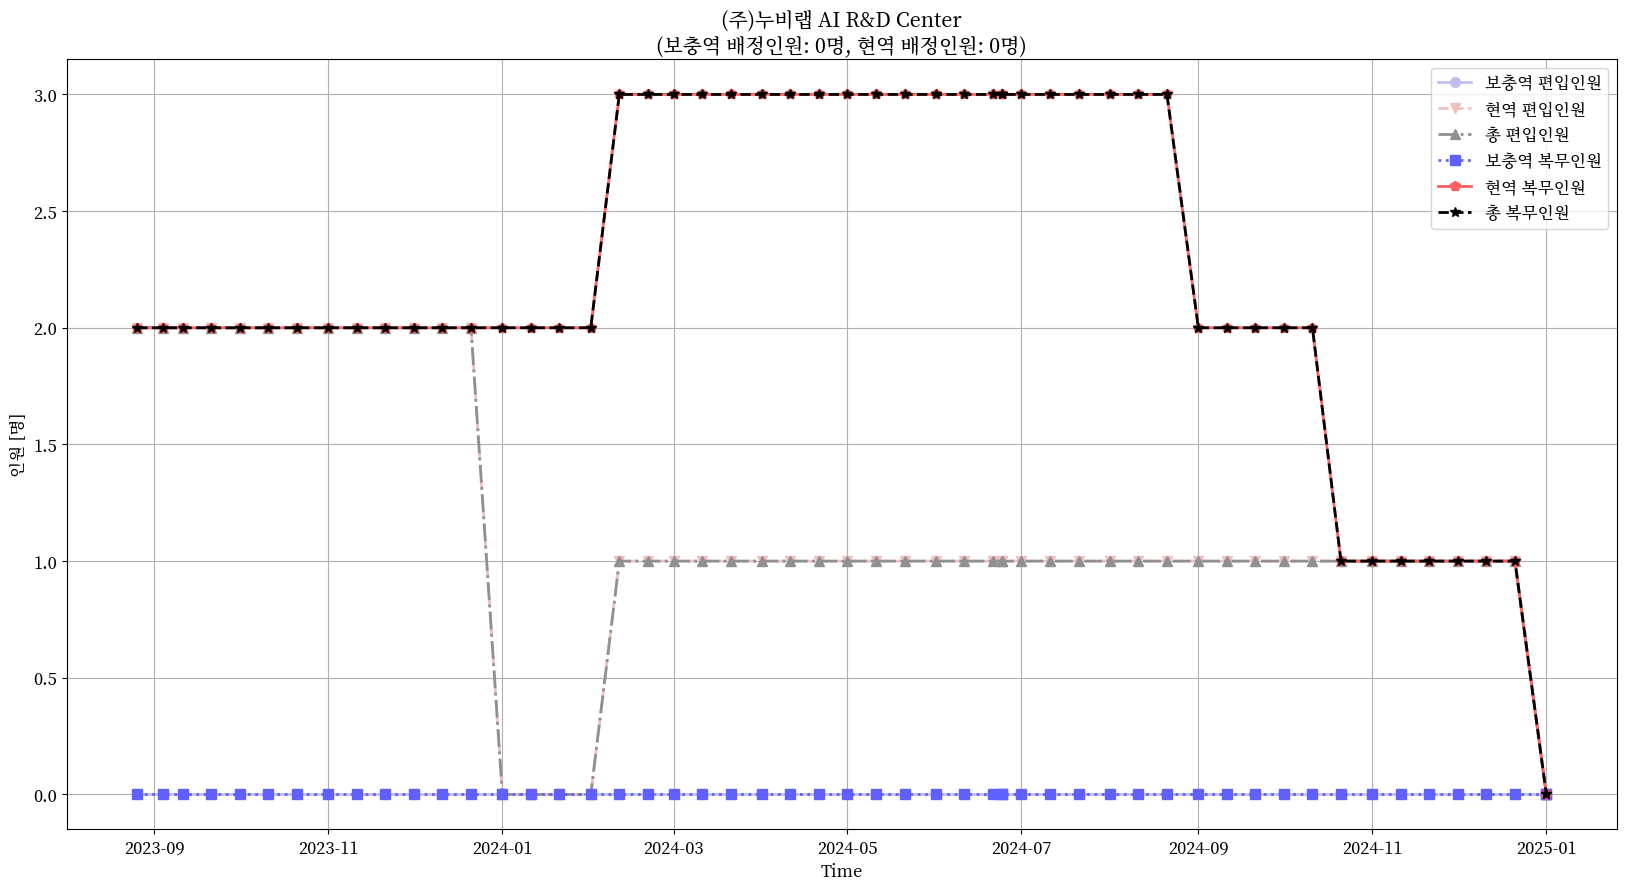 (주)누비랩 AI R&D Center
(보충역 배정인원: 0명, 현역 배정인원: 0명)
보충역 편입인원
현역 편입인원
총 편입인원
보충역 복무인원
현역 복무인원
총 복무인원
인원 [명]
3.0
2.5
2.0
1.5
1.0
0.5
0.0
2023-09
2023-11
2024-01
2024-03
2024-05
2024-07
2024-09
2024-11
2025-01
Time